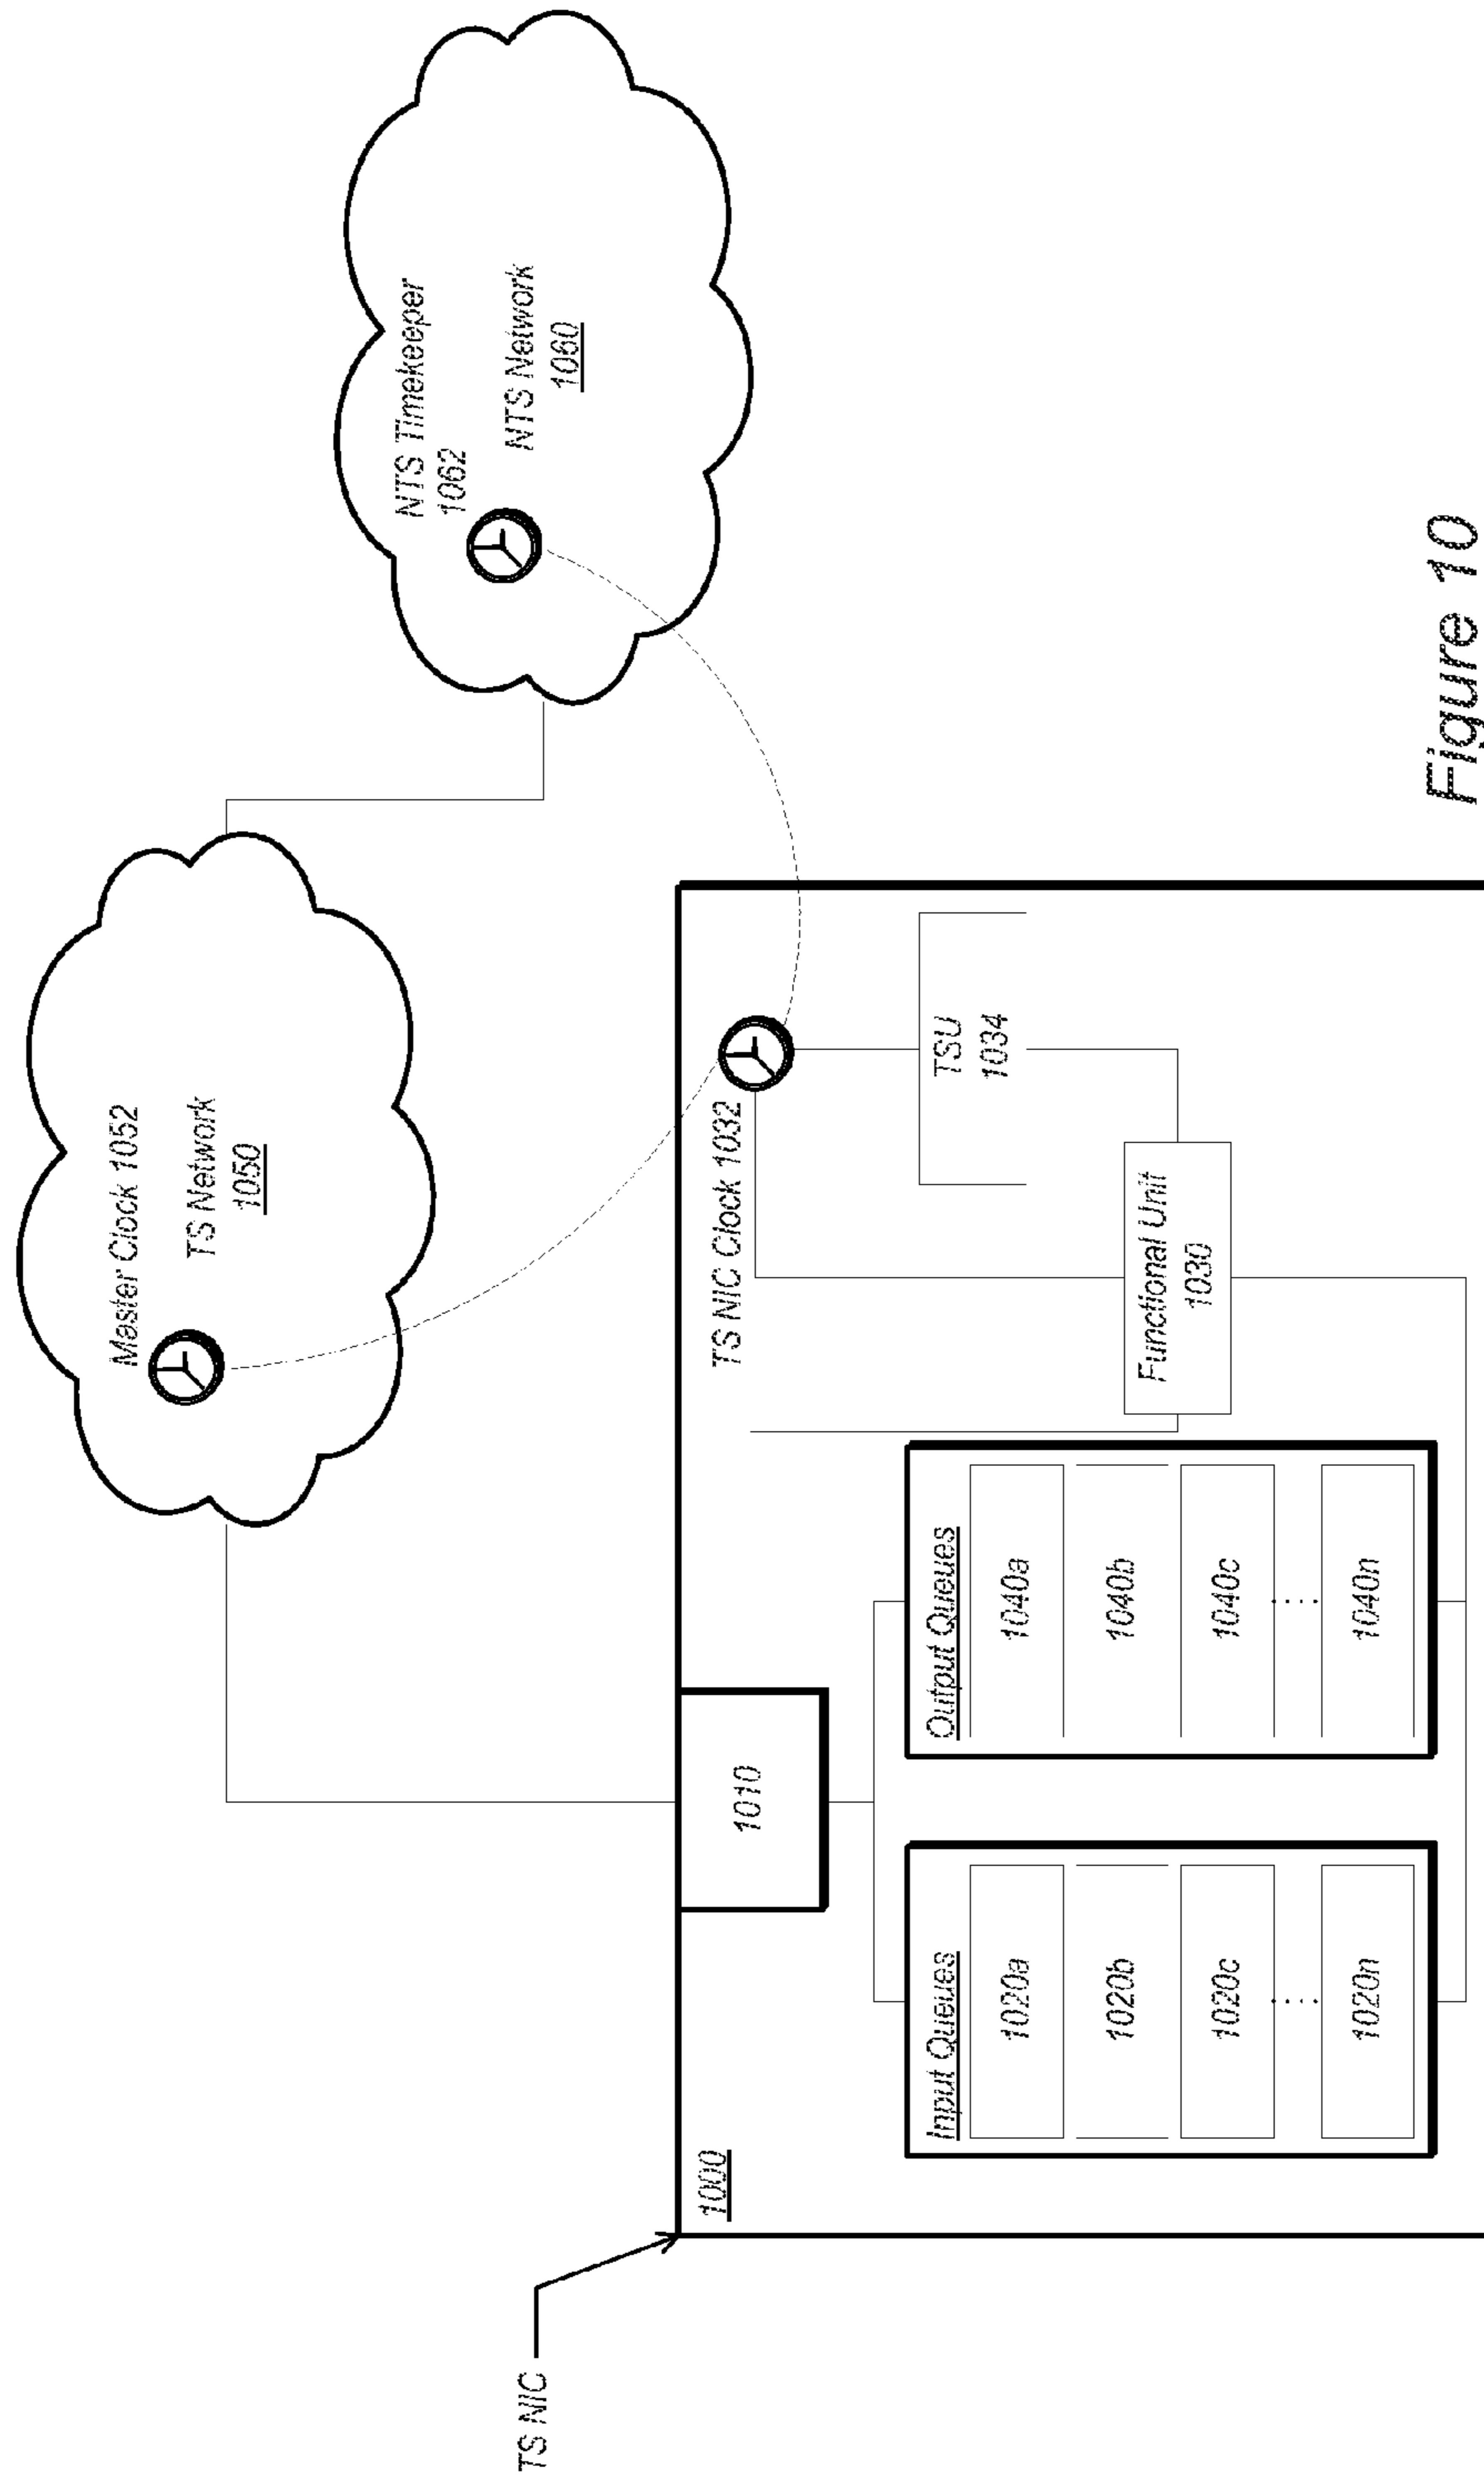 TS NIC
1000
1010
Input Queues
1020a
1020b
1020c
....
1020n
Output Queues
1040a
1040b
1040c
....
1040n
Master Clock 1052
TS Network
1050
TS NIC Clock 1032
TSU
1034
Functional Unit
1030
NTS Timekeeper
1062
NTS Network
1060
Figure 10